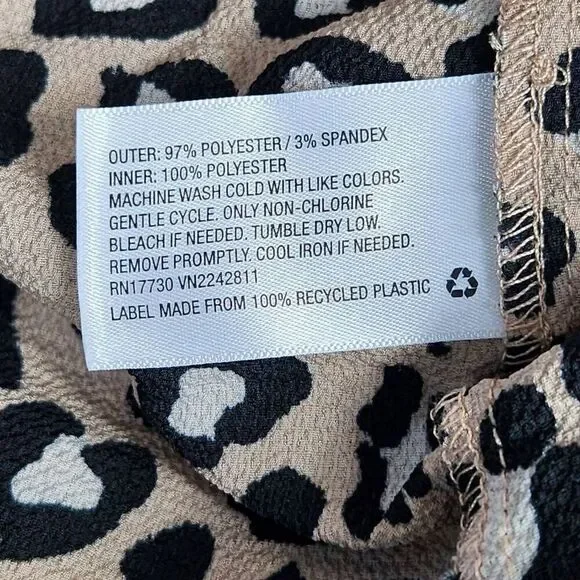 OUTER: 97% POLYESTER / 3% SPANDEX
INNER: 100% POLYESTER
MACHINE WASH COLD WITH LIKE COLORS.
GENTLE CYCLE. ONLY NON-CHLORINE
BLEACH IF NEEDED. TUMBLE DRY LOW.
REMOVE PROMPTLY. COOL IRON IF NEEDED.
RN17730 VN2242811
LABEL MADE FROM 100% RECYCLED PLASTIC